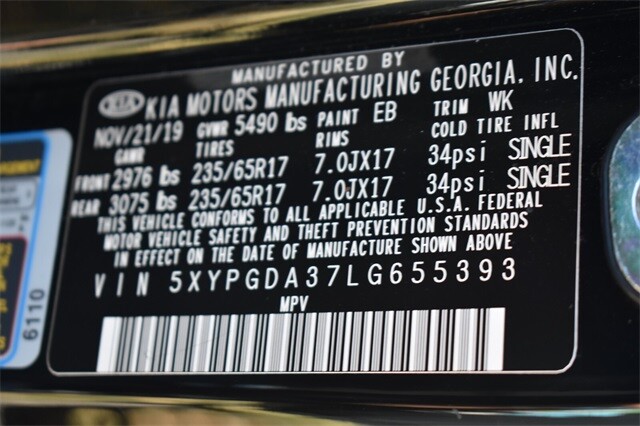 MANUFACTURED BY
KIA KIA MOTORS MANUFACTURING GEORGIA, INC.
NOV/21/19 GVWR 5490 lbs PAINT EB TRIM WK
GAWR TIRES RIMS COLD TIRE INFL
FRONT 2976 lbs 235/65R17 7.0JX17 34psi SINGLE
REAR 3075 lbs 235/65R17 7.0JX17 34psi SINGLE
THIS VEHICLE CONFORMS TO ALL APPLICABLE U.S.A. FEDERAL
MOTOR VEHICLE SAFETY AND THEFT PREVENTION STANDARDS
IN EFFECT ON THE DATE OF MANUFACTURE SHOWN ABOVE
VIN 5XYPGDA37LG655393
MPV
6110